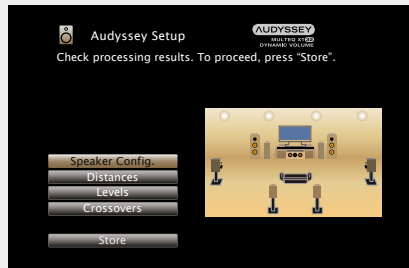 Audyssey Setup
AUDYSSEY
MULTEQ XT32
DYNAMIC VOLUME
Check processing results. To proceed, press “Store”.
Speaker Config.
Distances
Levels
Crossovers
Store